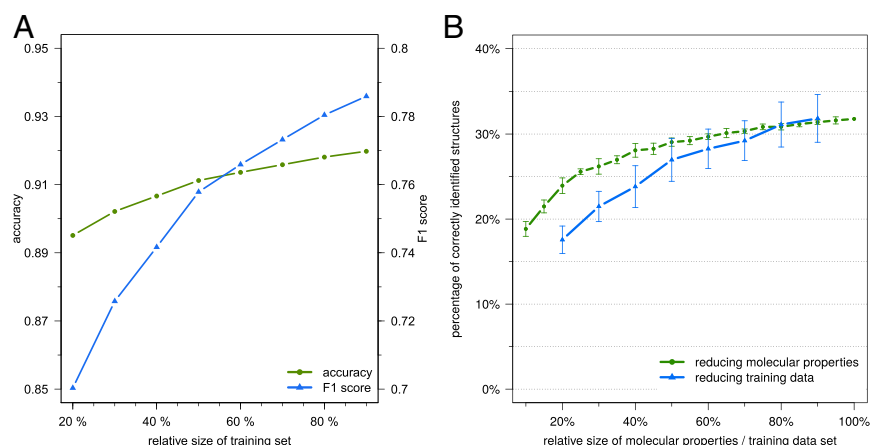 A
0.95
0.93
0.91
0.89
0.87
0.85
accuracy
0.8
0.78
0.76
0.74
0.72
0.7
F1 score
accuracy
F1 score
20 %
40 %
60 %
80 %
relative size of training set
B
40%
30%
20%
10%
0%
percentage of correctly identified structures
reducing molecular properties
reducing training data
20%
40%
60%
80%
100%
relative size of molecular properties / training data set